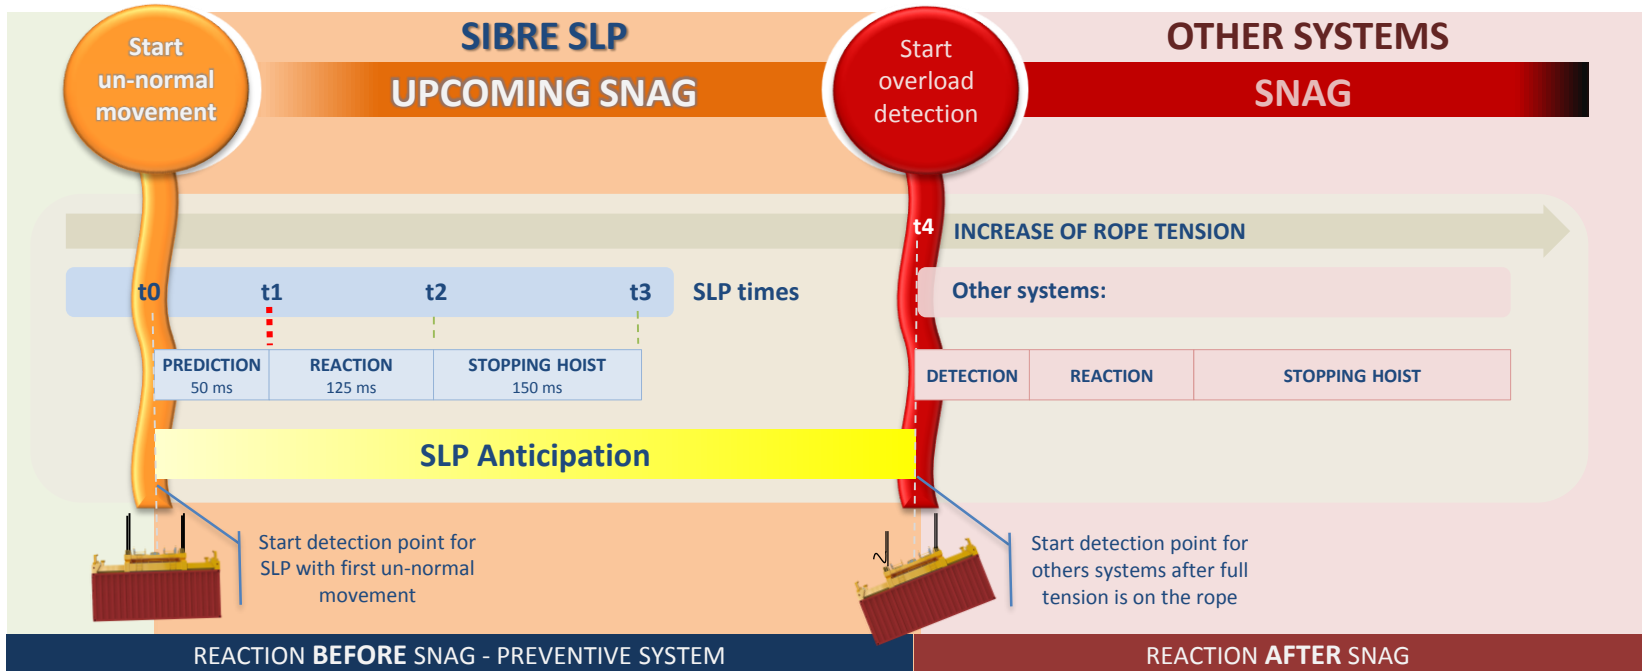 Start
un-normal
movement
SIBRE SLP
UPCOMING SNAG
Start
overload
detection
OTHER SYSTEMS
SNAG
t4
INCREASE OF ROPE TENSION
t0
t1
t2
t3
SLP times
Other systems:
PREDICTION
50 ms
REACTION
125 ms
STOPPING HOIST
150 ms
DETECTION
REACTION
STOPPING HOIST
SLP Anticipation
Start detection point for
SLP with first un-normal
movement
Start detection point for
others systems after full
tension is on the rope
REACTION BEFORE SNAG - PREVENTIVE SYSTEM
REACTION AFTER SNAG